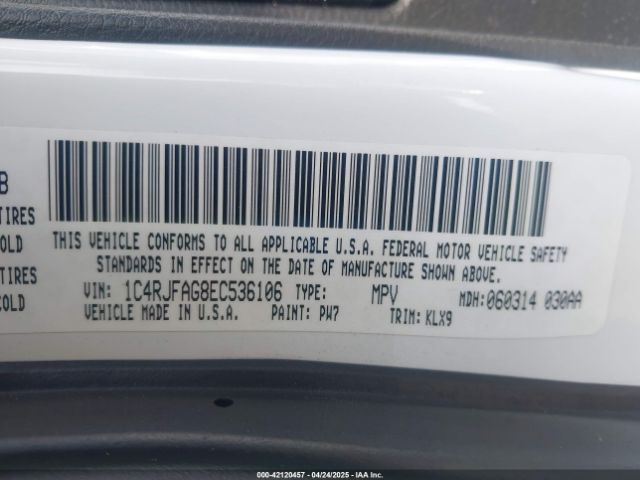 B
TIRES
COLD
COLD
THIS VEHICLE CONFORMS TO ALL APPLICABLE U.S.A. FEDERAL MOTOR VEHICLE SAFETY
STANDARDS IN EFFECT ON THE DATE OF MANUFACTURE SHOWN ABOVE.
VIN: 1C4RJFAG8EC536106 TYPE: MPV MDH: 060314 030AA
VEHICLE MADE IN U.S.A. PAINT: PW7 TRIM: KLX9
000-42120457 - 04/24/2025 - IAA Inc.